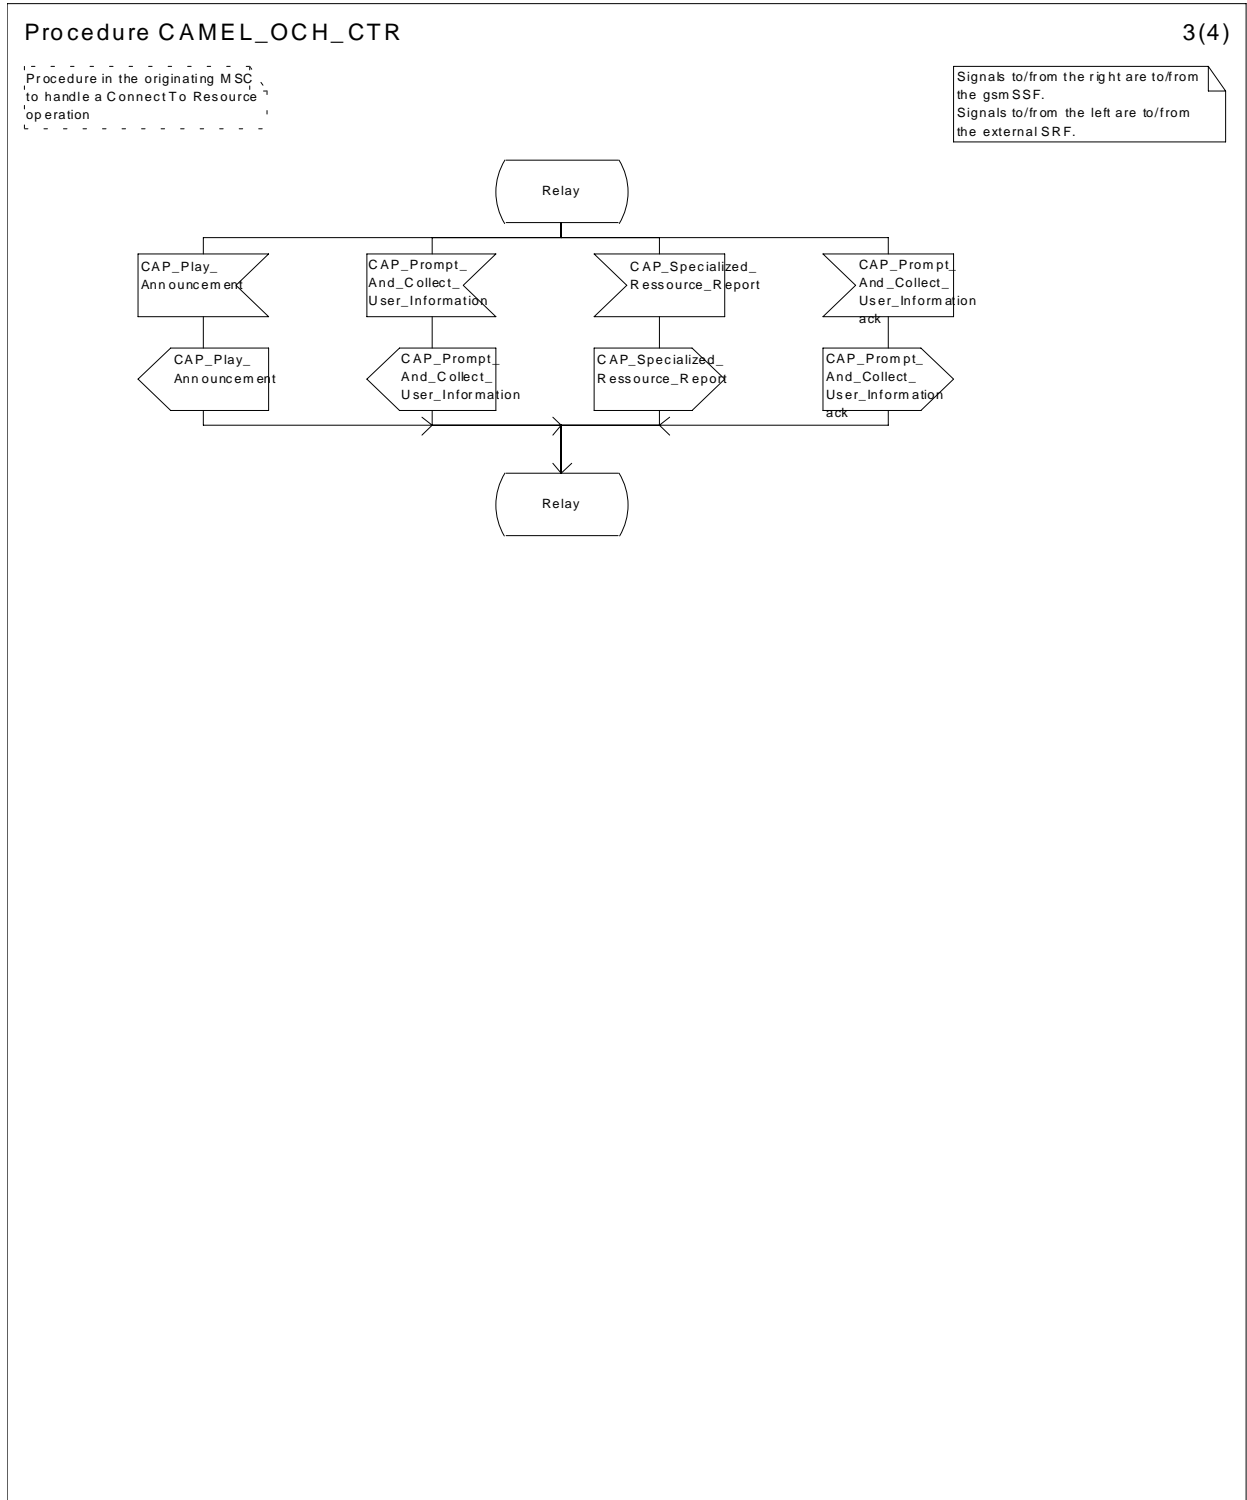 Procedure CAMEL_OCH_CTR
3(4)
Procedure in the originating MSC
to handle a Connect To Resource
operation
Signals to/from the right are to/from
the gsmSSF.
Signals to/from the left are to/from
the external SRF.
Relay
CAP_Play_
Announcement
CAP_Prompt_
And_Collect_
User_Information
CAP_Specialized_
Ressource_Report
CAP_Prompt_
And_Collect_
User_Information
ack
CAP_Play_
Announcement
CAP_Prompt_
And_Collect_
User_Information
CAP_Specialized_
Ressource_Report
CAP_Prompt_
And_Collect_
User_Information
ack
Relay